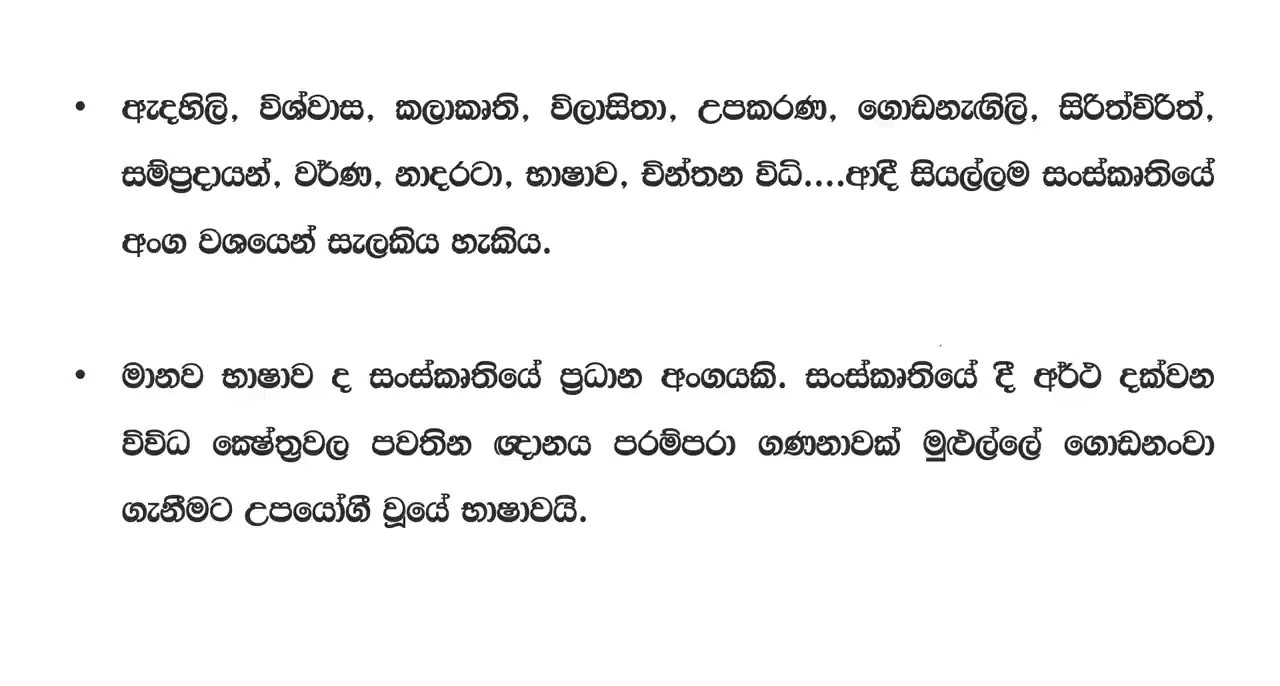 • ඇදහිලි, විශ්වාස, කලාකෘති, විලාසිතා, උපකරණ, ගොඩනැඟිලි, සිරිත්විරිත්,
සම්ප්‍රදායන්, වර්ණ, නාදරටා, භාෂාව, චින්තන විධි....ආදී සියල්ලම සංස්කෘතියේ
අංග වශයෙන් සැලකිය හැකිය.
• මානව භාෂාව ද සංස්කෘතියේ ප්‍රධාන අංගයකි. සංස්කෘතියේ දී අර්ථ දක්වන
විවිධ ක්‍ෂේත්‍රවල පවතින ඥානය පරම්පරා ගණනාවක් මුළුල්ලේ ගොඩනංවා
ගැනීමට උපයෝගී වූයේ භාෂාවයි.